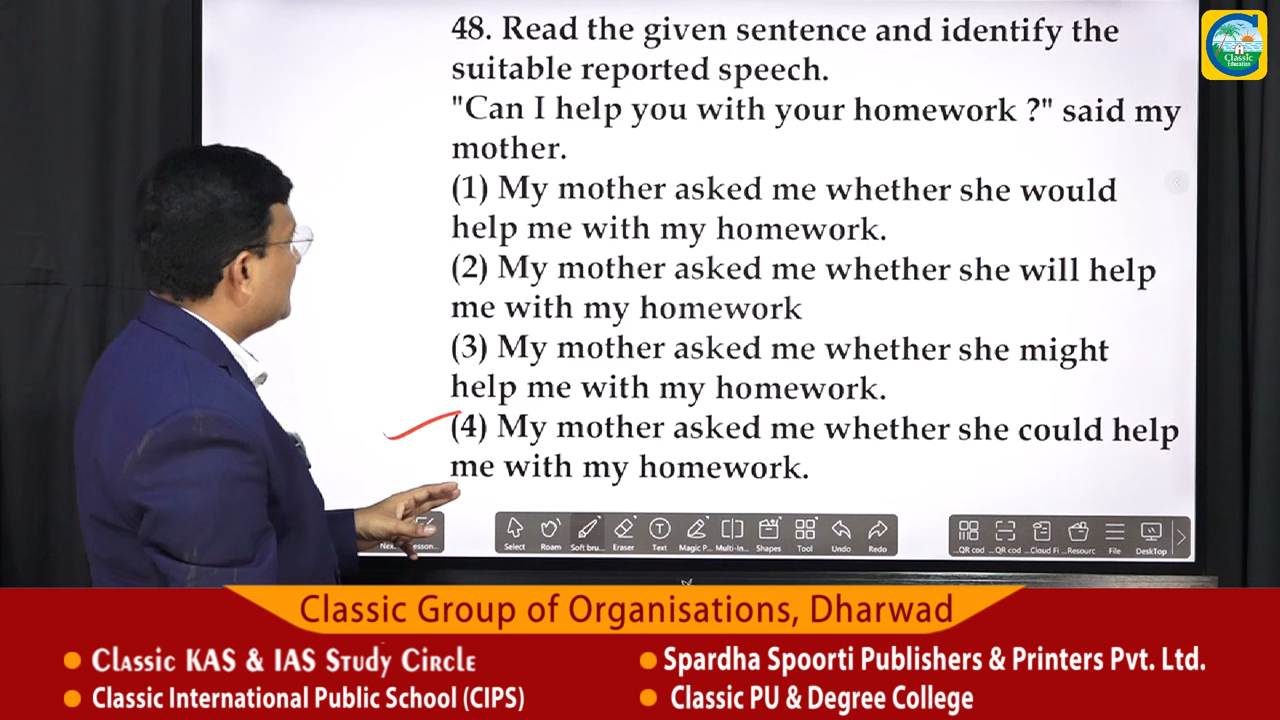 48. Read the given sentence and identify the
suitable reported speech.
"Can I help you with your homework ?" said my
mother.
(1) My mother asked me whether she would
help me with my homework.
(2) My mother asked me whether she will help
me with my homework
(3) My mother asked me whether she might
help me with my homework.
(4) My mother asked me whether she could help
me with my homework.
Classic
Education
Select Roam Soft bru... Eraser Text Magic P... Multi-In... Shapes Tool Undo Redo
...QR cod ...QR cod ...Cloud Fi ...Resourc File DeskTop
Classic Group of Organisations, Dharwad
Classic KAS & IAS Study Circle
Spardha Spoorti Publishers & Printers Pvt. Ltd.
Classic International Public School (CIPS)
Classic PU & Degree College